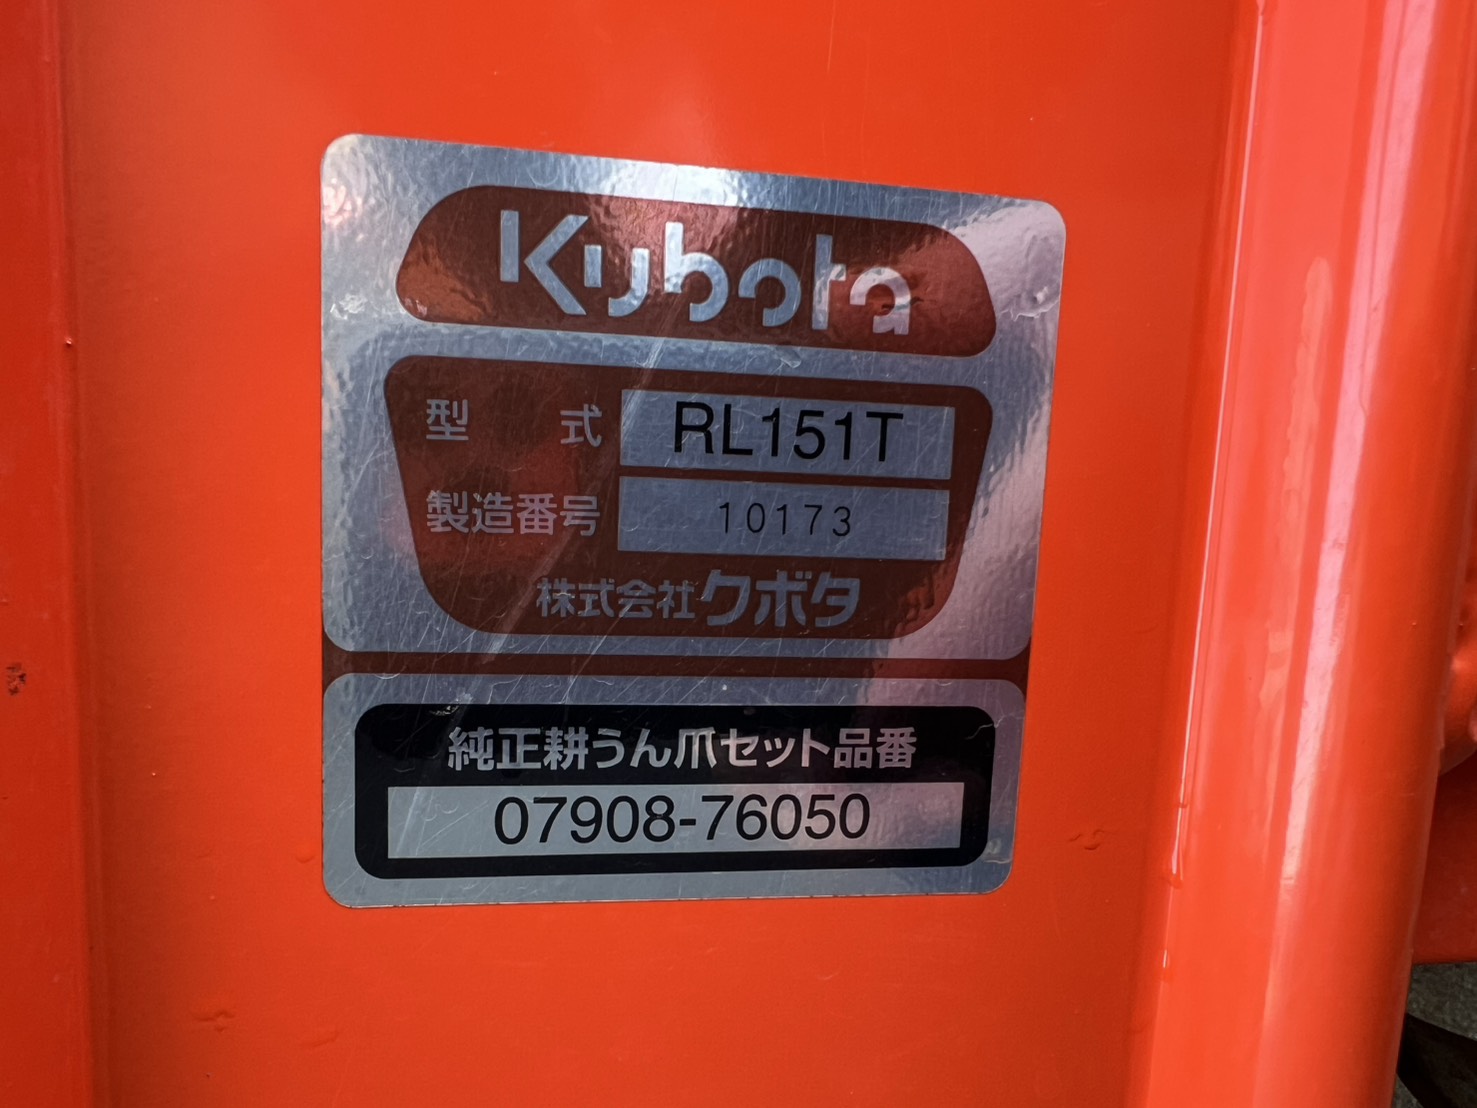 Kubota
型式 RL151T
製造番号 10173
株式会社クボタ
純正耕うん爪セット品番
07908-76050